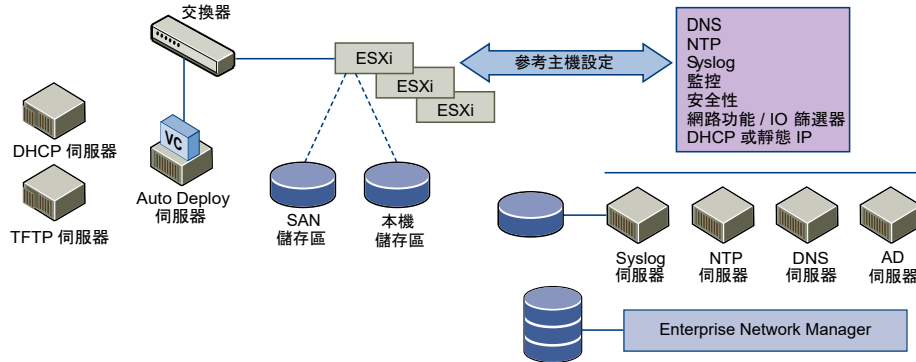 交換器
ESXi
ESXi
ESXi
參考主機設定
DNS
NTP
Syslog
監控
安全性
網路功能 / IO 篩選器
DHCP 或靜態 IP
DHCP 伺服器
TFTP 伺服器
VC
Auto Deploy
伺服器
SAN
儲存區
本機
儲存區
Syslog
伺服器
NTP
伺服器
DNS
伺服器
AD
伺服器
Enterprise Network Manager